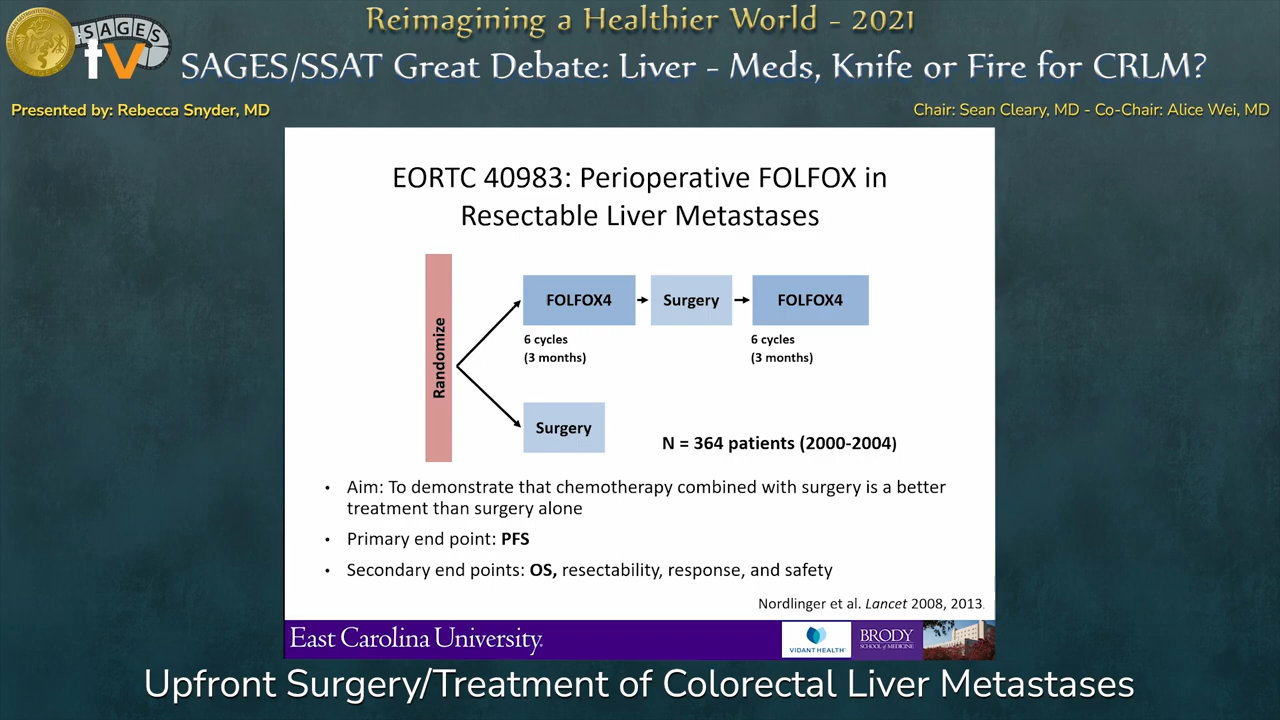 Reimagining a Healthier World - 2021
SAGES
tv
SAGES/SSAT Great Debate: Liver - Meds, Knife or Fire for CRLM?
Presented by: Rebecca Snyder, MD
Chair: Sean Cleary, MD - Co-Chair: Alice Wei, MD
EORTC 40983: Perioperative FOLFOX in
Resectable Liver Metastases
Randomize
FOLFOX4
Surgery
FOLFOX4
6 cycles
(3 months)
6 cycles
(3 months)
Surgery
N = 364 patients (2000-2004)
• Aim: To demonstrate that chemotherapy combined with surgery is a better
treatment than surgery alone
• Primary end point: PFS
• Secondary end points: OS, resectability, response, and safety
Nordlinger et al. Lancet 2008, 2013.
East Carolina University.
VIDANT HEALTH
BRODY
SCHOOL OF MEDICINE
Upfront Surgery/Treatment of Colorectal Liver Metastases